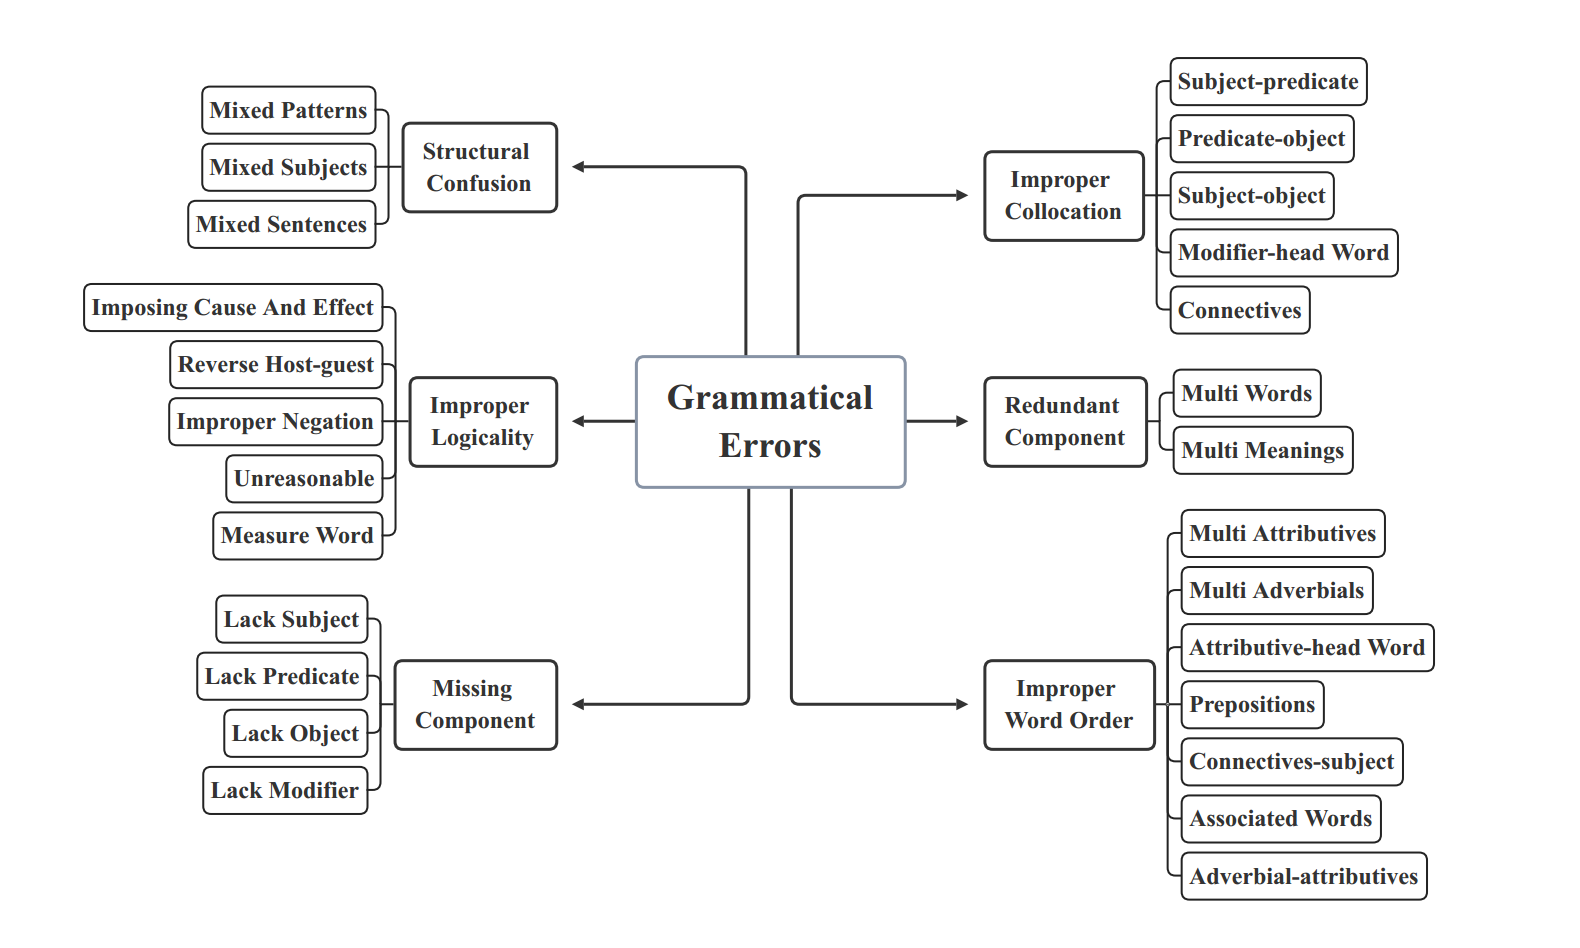 Grammatical
Errors
Structural
Confusion
Mixed Patterns
Mixed Subjects
Mixed Sentences
Improper
Logicality
Imposing Cause And Effect
Reverse Host-guest
Improper Negation
Unreasonable
Measure Word
Missing
Component
Lack Subject
Lack Predicate
Lack Object
Lack Modifier
Improper
Collocation
Subject-predicate
Predicate-object
Subject-object
Modifier-head Word
Connectives
Redundant
Component
Multi Words
Multi Meanings
Improper
Word Order
Multi Attributives
Multi Adverbials
Attributive-head Word
Prepositions
Connectives-subject
Associated Words
Adverbial-attributives